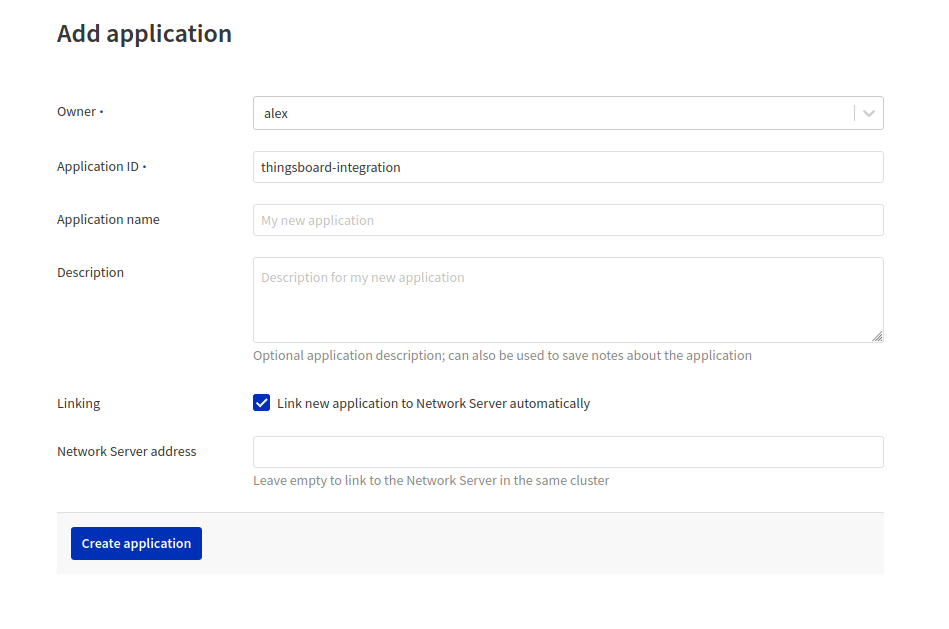 Add application
Owner •
alex
Application ID •
thingsboard-integration
Application name
My new application
Description
Description for my new application
Optional application description; can also be used to save notes about the application
Linking
Link new application to Network Server automatically
Network Server address
Leave empty to link to the Network Server in the same cluster
Create application